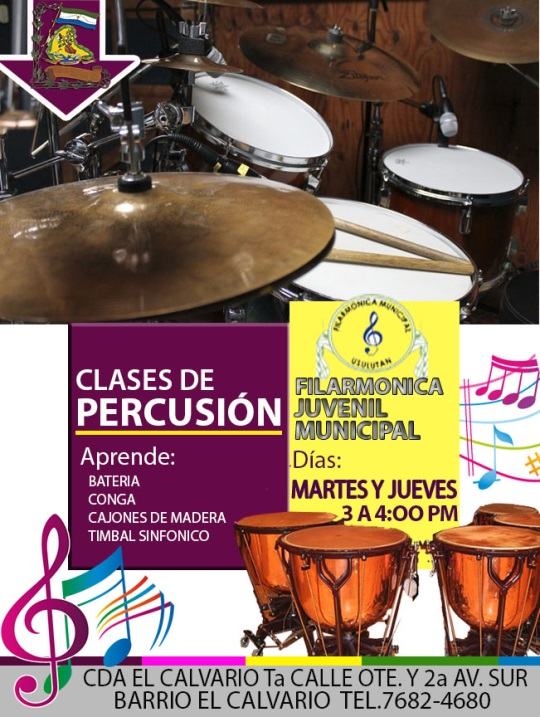 FILARMONICA MUNICIPAL
USULUTAN
CLASES DE
PERCUSIÓN
Aprende:
BATERIA
CONGA
CAJONES DE MADERA
TIMBAL SINFONICO
FILARMONICA
JUVENIL
MUNICIPAL
Días:
MARTES Y JUEVES
3 A 4:00 PM
CDA EL CALVARIO Ta CALLE OTE. Y 2a AV. SUR
BARRIO EL CALVARIO TEL.7682-4680